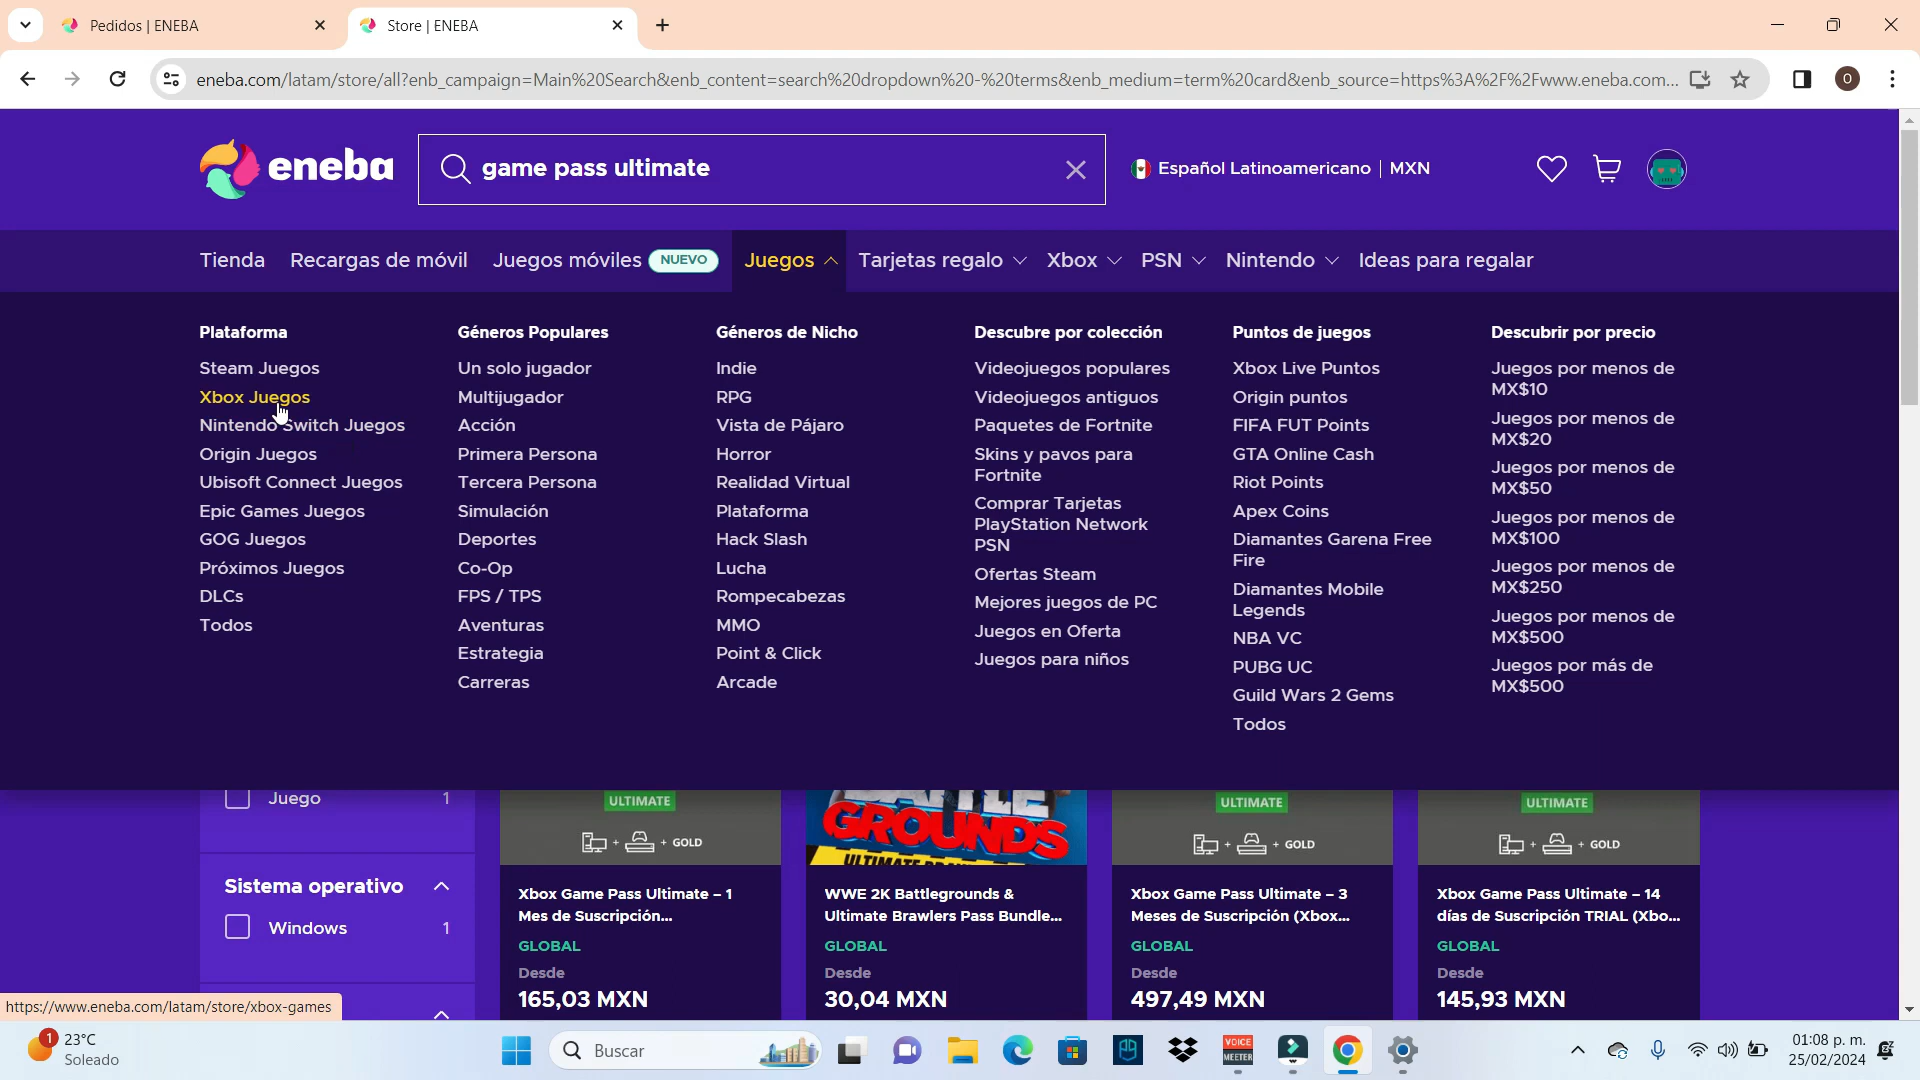 Pedidos | ENEBA
Store | ENEBA
eneba.com/latam/store/all?enb_campaign=Main%20Search&enb_content=search%20dropdown%20-%20terms&enb_medium=term%20card&enb_source=https%3A%2F%2Fwww.eneba.com...
O
eneba
game pass ultimate
Español Latinoamericano | MXN
Tienda
Recargas de móvil
Juegos móviles NUEVO
Juegos
Tarjetas regalo
Xbox
PSN
Nintendo
Ideas para regalar
Plataforma
Steam Juegos
Xbox Juegos
Nintendo Switch Juegos
Origin Juegos
Ubisoft Connect Juegos
Epic Games Juegos
GOG Juegos
Próximos Juegos
DLCs
Todos
Géneros Populares
Un solo jugador
Multijugador
Acción
Primera Persona
Tercera Persona
Simulación
Deportes
Co-Op
FPS / TPS
Aventuras
Estrategia
Carreras
Géneros de Nicho
Indie
RPG
Vista de Pájaro
Horror
Realidad Virtual
Plataforma
Hack Slash
Lucha
Rompecabezas
MMO
Point & Click
Arcade
Descubre por colección
Videojuegos populares
Videojuegos antiguos
Paquetes de Fortnite
Skins y pavos para
Fortnite
Comprar Tarjetas
PlayStation Network
PSN
Ofertas Steam
Mejores juegos de PC
Juegos en Oferta
Juegos para niños
Puntos de juegos
Xbox Live Puntos
Origin puntos
FIFA FUT Points
GTA Online Cash
Riot Points
Apex Coins
Diamantes Garena Free
Fire
Diamantes Mobile
Legends
NBA VC
PUBG UC
Guild Wars 2 Gems
Todos
Descubrir por precio
Juegos por menos de
MX$10
Juegos por menos de
MX$20
Juegos por menos de
MX$50
Juegos por menos de
MX$100
Juegos por menos de
MX$250
Juegos por menos de
MX$500
Juegos por más de
MX$500
Juego 1
Sistema operativo
Windows 1
ULTIMATE
+ + GOLD
Xbox Game Pass Ultimate – 1
Mes de Suscripción...
GLOBAL
Desde
165,03 MXN
BATTLE
GROUNDS
WWE 2K Battlegrounds &
Ultimate Brawlers Pass Bundle...
GLOBAL
Desde
30,04 MXN
ULTIMATE
+ + GOLD
Xbox Game Pass Ultimate – 3
Meses de Suscripción (Xbox...
GLOBAL
Desde
497,49 MXN
ULTIMATE
+ + GOLD
Xbox Game Pass Ultimate – 14
días de Suscripción TRIAL (Xbo...
GLOBAL
Desde
145,93 MXN
https://www.eneba.com/latam/store/xbox-games
1
23°C
Soleado
Buscar
VOICE
MEETER
01:08 p. m.
25/02/2024